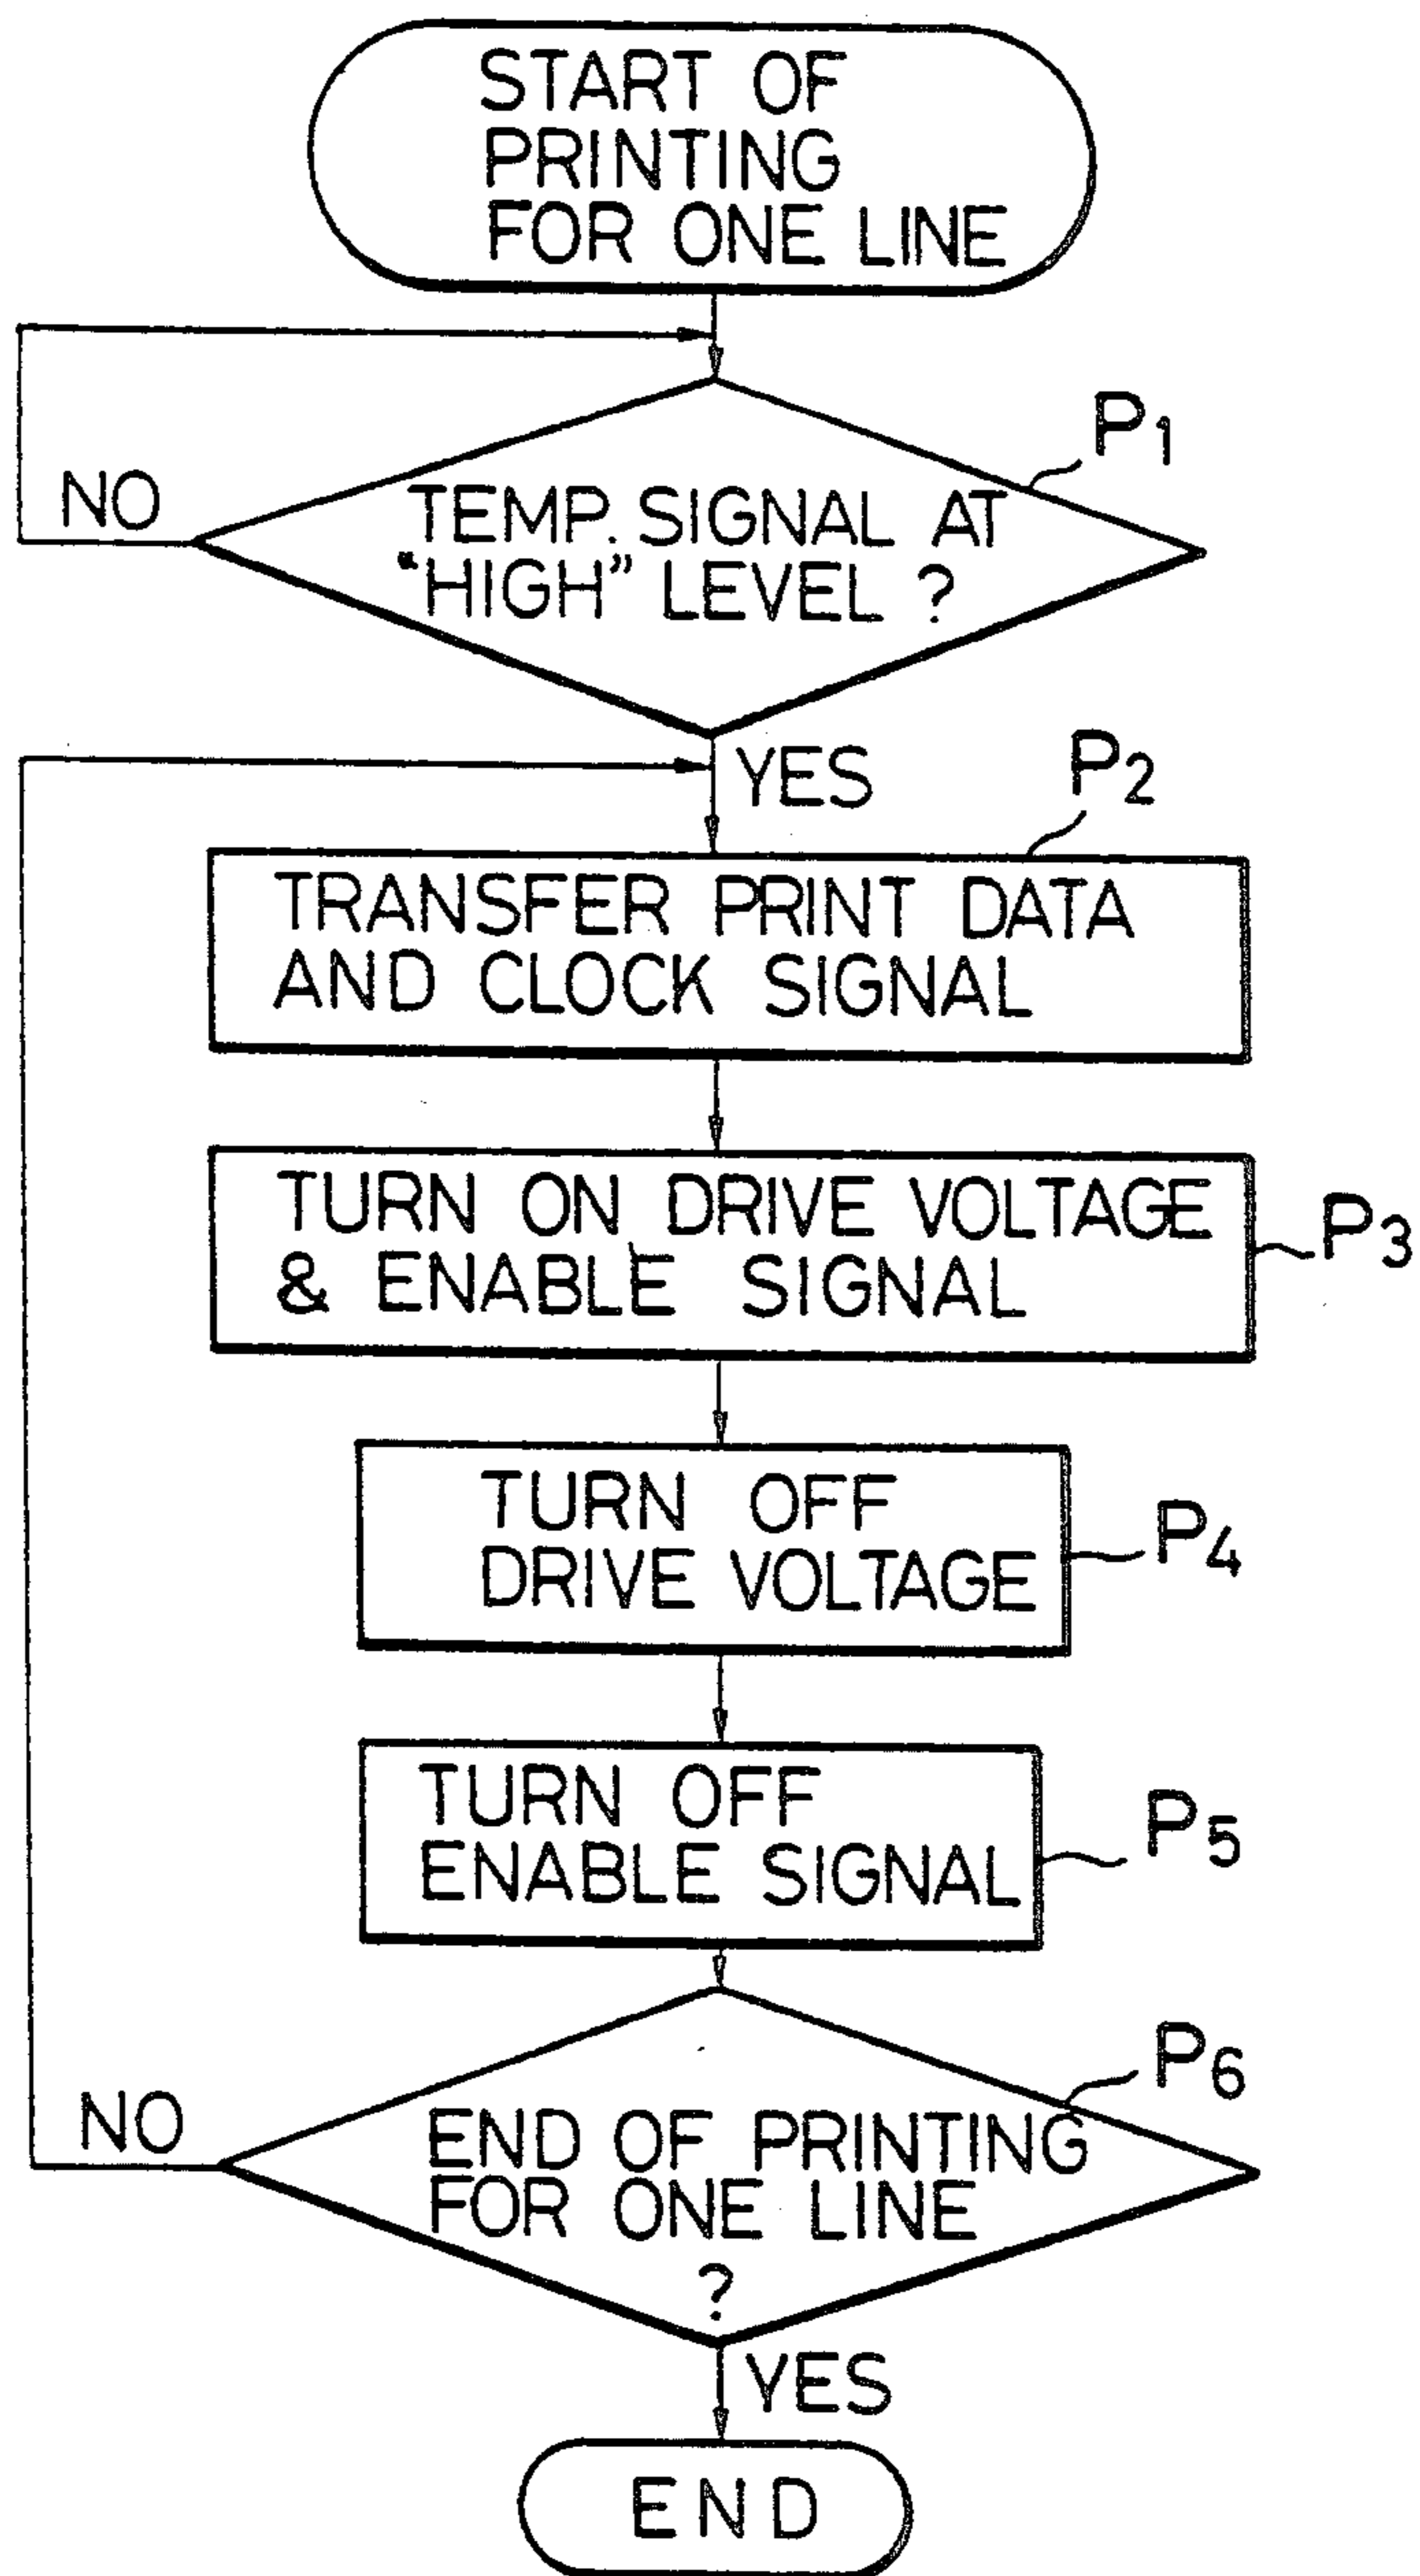 START OF
PRINTING
FOR ONE LINE
P1
NO
TEMP. SIGNAL AT
"HIGH" LEVEL ?
YES
P2
TRANSFER PRINT DATA
AND CLOCK SIGNAL
TURN ON DRIVE VOLTAGE
& ENABLE SIGNAL
P3
TURN OFF
DRIVE VOLTAGE
P4
TURN OFF
ENABLE SIGNAL
P5
P6
NO
END OF PRINTING
FOR ONE LINE
?
YES
END